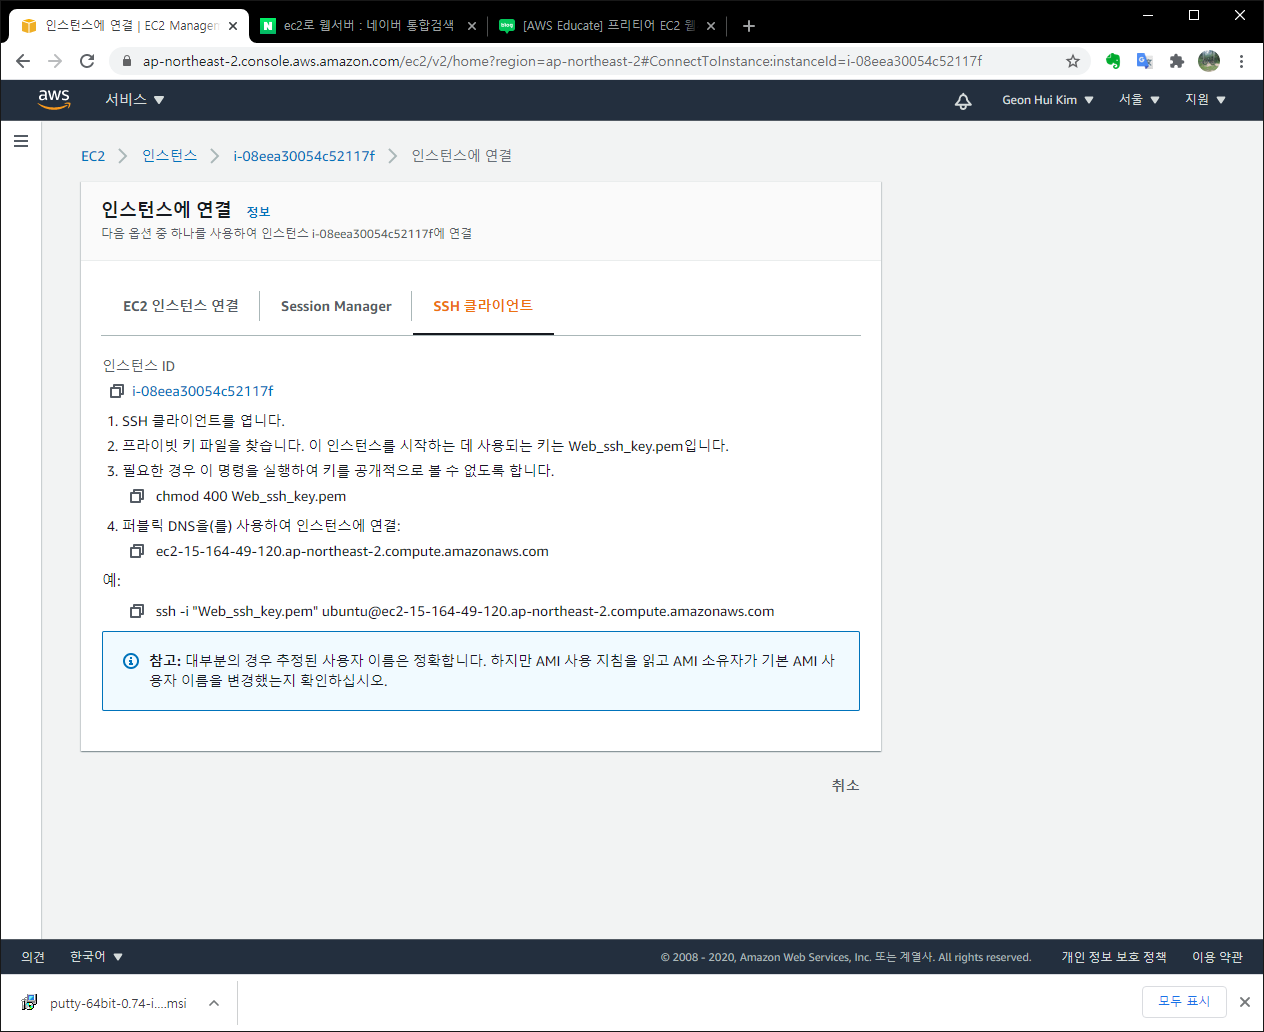 인스턴스에 연결 | EC2 Managen
ec2로 웹서버 : 네이버 통합검색
[AWS Educate] 프리티어 EC2 웹
ap-northeast-2.console.aws.amazon.com/ec2/v2/home?region=ap-northeast-2#ConnectToInstance:instanceId=i-08eea30054c52117f
aws
서비스
Geon Hui Kim
서울
지원
EC2
인스턴스
i-08eea30054c52117f
인스턴스에 연결
인스턴스에 연결 정보
다음 옵션 중 하나를 사용하여 인스턴스 i-08eea30054c52117f에 연결
EC2 인스턴스 연결
Session Manager
SSH 클라이언트
인스턴스 ID
i-08eea30054c52117f
1. SSH 클라이언트를 엽니다.
2. 프라이빗 키 파일을 찾습니다. 이 인스턴스를 시작하는 데 사용되는 키는 Web_ssh_key.pem입니다.
3. 필요한 경우 이 명령을 실행하여 키를 공개적으로 볼 수 없도록 합니다.
chmod 400 Web_ssh_key.pem
4. 퍼블릭 DNS을(를) 사용하여 인스턴스에 연결:
ec2-15-164-49-120.ap-northeast-2.compute.amazonaws.com
예:
ssh -i "Web_ssh_key.pem" ubuntu@ec2-15-164-49-120.ap-northeast-2.compute.amazonaws.com
참고: 대부분의 경우 추정된 사용자 이름은 정확합니다. 하지만 AMI 사용 지침을 읽고 AMI 소유자가 기본 AMI 사
용자 이름을 변경했는지 확인하십시오.
취소
의견
한국어
© 2008 - 2020, Amazon Web Services, Inc. 또는 계열사. All rights reserved.
개인 정보 보호 정책
이용 약관
putty-64bit-0.74-i....msi
모두 표시